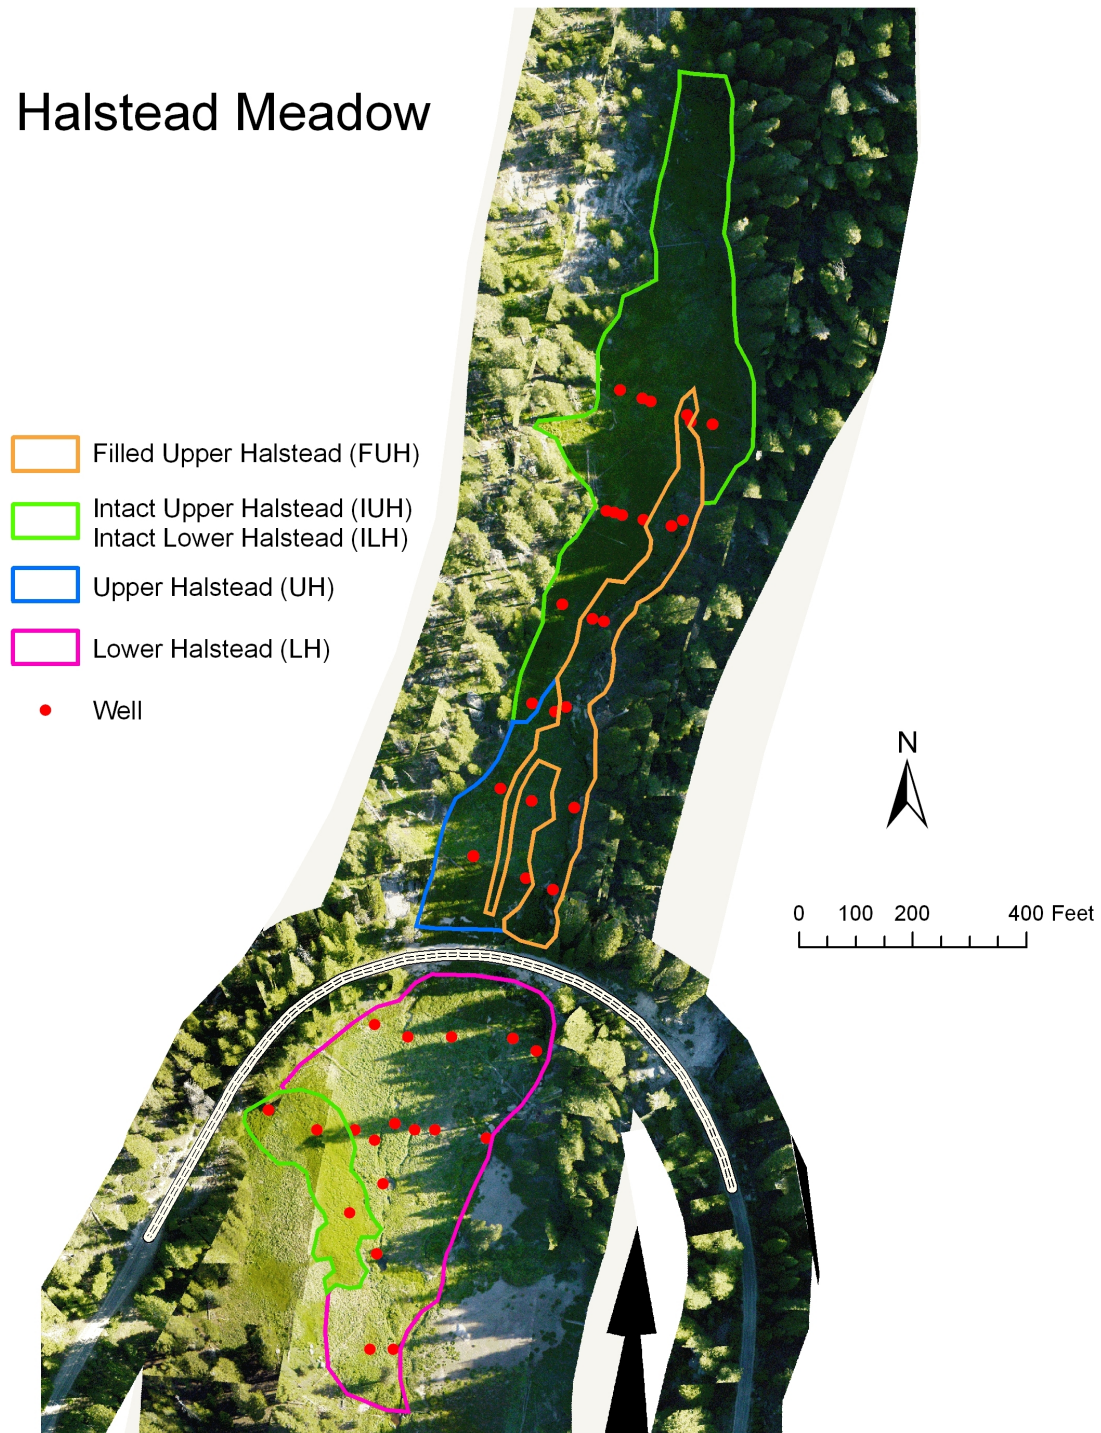 Halstead Meadow
Filled Upper Halstead (FUH)
Intact Upper Halstead (IUH)
Intact Lower Halstead (ILH)
Upper Halstead (UH)
Lower Halstead (LH)
Well
N
0 100 200 400 Feet